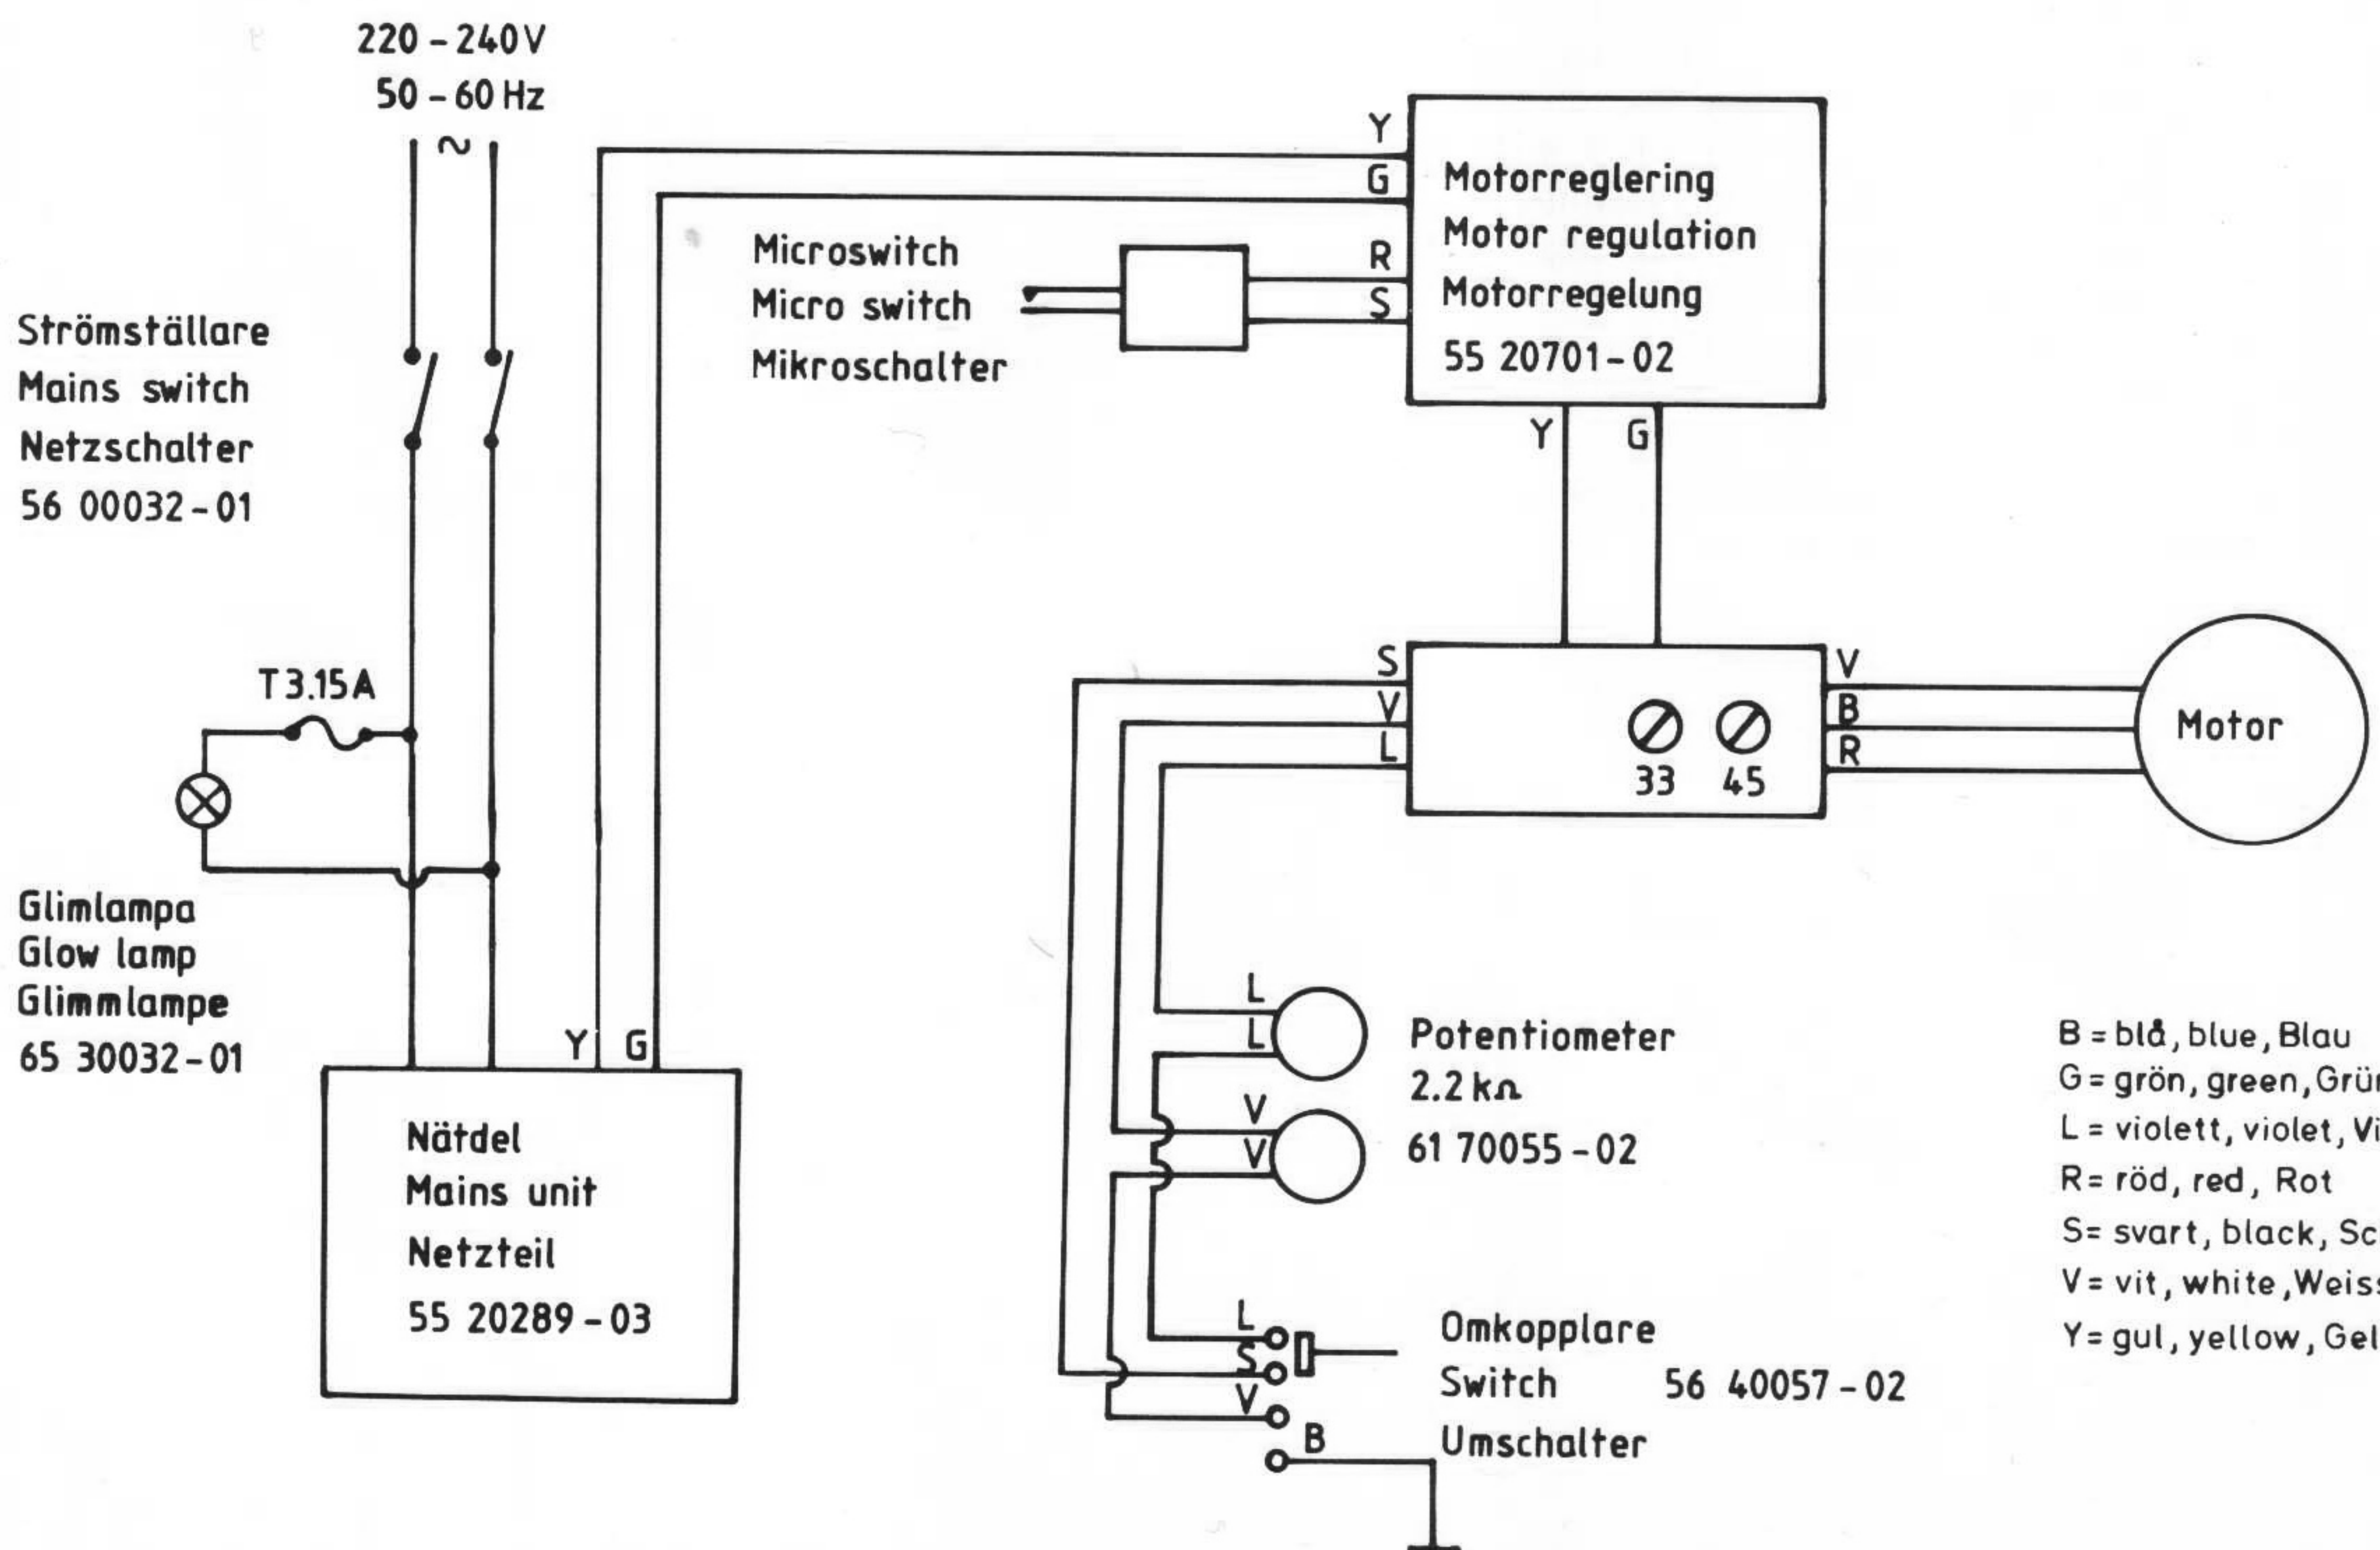 220 - 240 V
50 - 60 Hz
~
Strömställare
Mains switch
Netzschalter
56 00032 - 01
T 3.15 A
Glimlampa
Glow lamp
Glimmlampe
65 30032 - 01
Y G
Nätdel
Mains unit
Netzteil
55 20289 - 03
Microswitch
Micro switch
Mikroschalter
Y
G
R
S
Motorreglering
Motor regulation
Motorregelung
55 20701 - 02
Y G
S
V
L
33 45
V
B
R
Motor
L
L
V
V
Potentiometer
2.2 kΩ
61 70055 - 02
L
S
V
B
Omkopplare
Switch 56 40057 - 02
Umschalter
B = blå, blue, Blau
G = grön, green,
L = violett, violet,
R = röd, red, Rot
S = svart, black,
V = vit, white,
Y = gul, yellow,